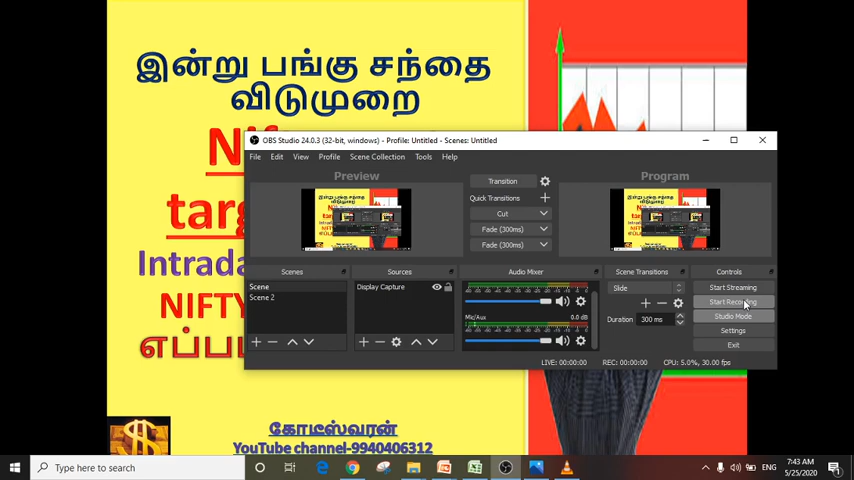 இன்று பங்கு சந்தை
விடுமுறை
Nif
targ
Intrada
NIFTY
எப்ப
கோடீஸ்வரன்
YouTube channel-9940406312
OBS Studio 24.0.3 (32-bit, windows) - Profile: Untitled - Scenes: Untitled
File Edit View Profile Scene Collection Tools Help
Preview
Transition
Program
Quick Transitions
Cut
Fade (300ms)
Fade (300ms)
Scenes Sources Audio Mixer Scene Transitions Controls
Scene
Scene 2
Display Capture
Mic/Aux 0.0 dB
Slide
Duration 300 ms
Start Streaming
Start Recording
Studio Mode
Settings
Exit
LIVE: 00:00:00 REC: 00:00:00 CPU: 5.0%, 30.00 fps
Type here to search
ENG
7:43 AM
5/25/2020